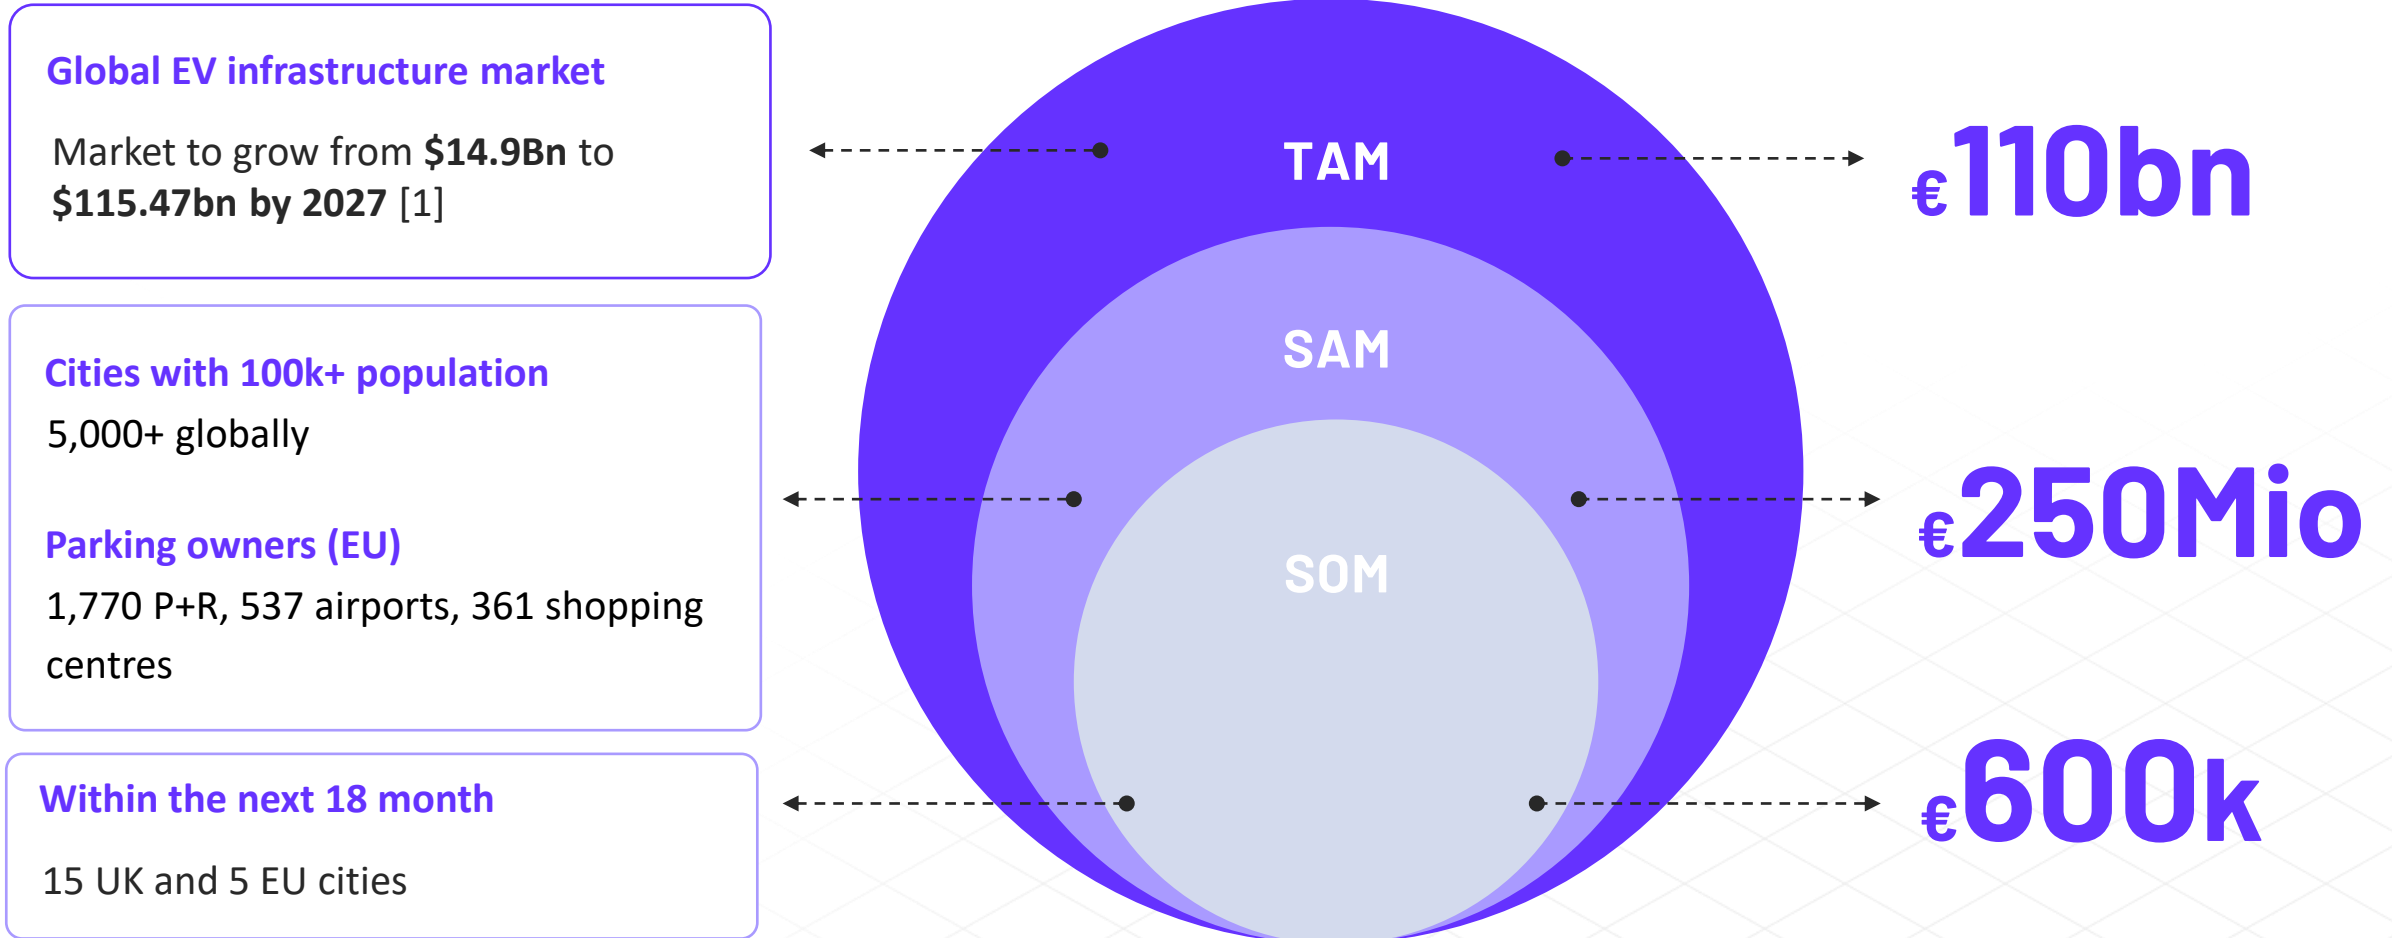 Global EV infrastructure market
Market to grow from $14.9Bn to
$115.47bn by 2027 [1]
Cities with 100k+ population
5,000+ globally
Parking owners (EU)
1,770 P+R, 537 airports, 361 shopping
centres
Within the next 18 month
15 UK and 5 EU cities
TAM
SAM
SOM
€110bn
€250Mio
€600k